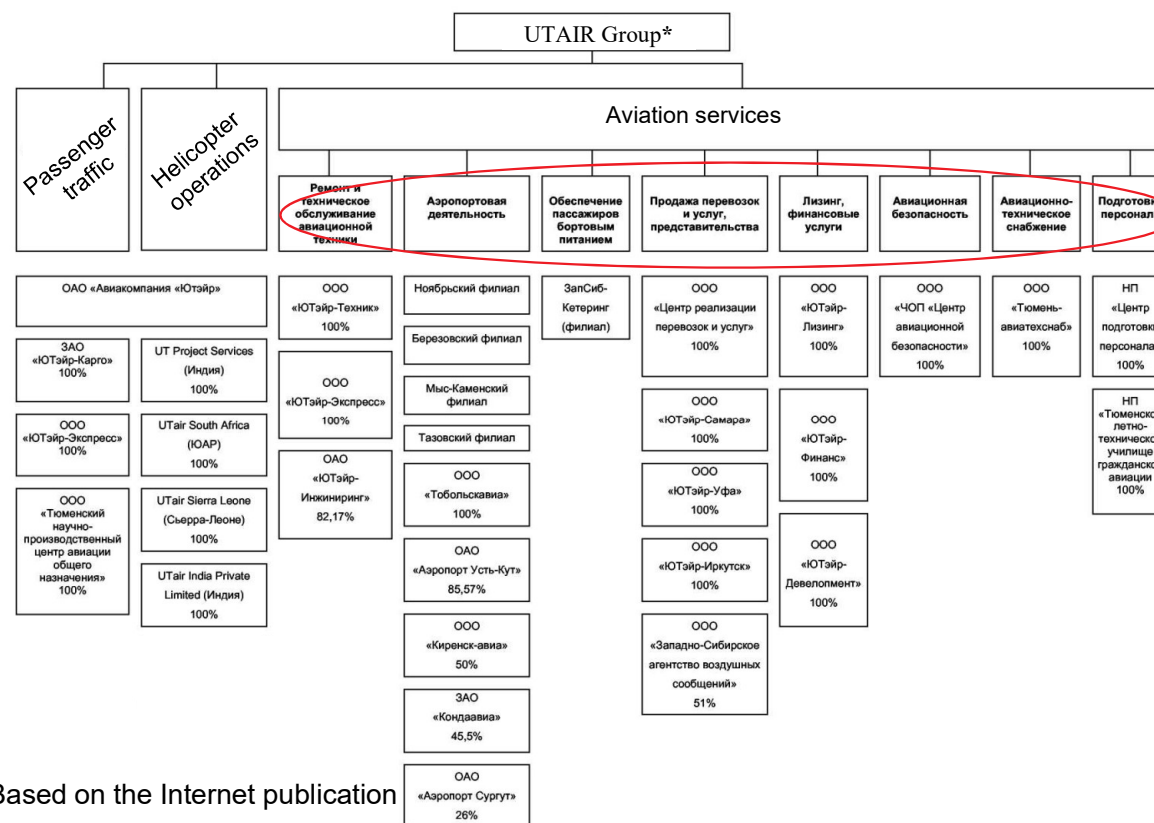 UTAIR Group*
Passenger
traffic
Helicopter
operations
Aviation services
Ремонт и
техническое
обслуживание
авиационной
техники
Аэропортовая
деятельность
Обеспечение
пассажиров
бортовым
питанием
Продажа перевозок
и услуг,
представительства
Лизинг,
финансовые
услуги
Авиационная
безопасность
Авиационно-
техническое
снабжение
Подготовк
персонал
ОАО «Авиакомпания «Ютэйр»
ЗАО
«ЮТэйр-Карго»
100%
ООО
«ЮТэйр-Экспресс»
100%
ООО
«Тюменский
научно-
производственный
центр авиации
общего
назначения»
100%
UT Project Services
(Индия)
100%
UTair South Africa
(ЮАР)
100%
UTair Sierra Leone
(Сьерра-Леоне)
100%
UTair India Private
Limited (Индия)
100%
ООО
«ЮТэйр-Техник»
100%
ООО
«ЮТэйр-Экспресс»
100%
ОАО
«ЮТэйр-
Инжиниринг»
82,17%
Ноябрьский филиал
Березовский филиал
Мыс-Каменский
филиал
Тазовский филиал
ООО
«Тобольскавиа»
100%
ОАО
«Аэропорт Усть-Кут»
85,57%
ООО
«Киренск-авиа»
50%
ЗАО
«Кондаавиа»
45,5%
ОАО
«Аэропорт Сургут»
26%
ЗапСиб-
Кетеринг
(филиал)
ООО
«Центр реализации
перевозок и услуг»
100%
ООО
«ЮТэйр-Самара»
100%
ООО
«ЮТэйр-Уфа»
100%
ООО
«ЮТэйр-Иркутск»
100%
ООО
«Западно-Сибирское
агентство воздушных
сообщений»
51%
ООО
«ЮТэйр-
Лизинг»
100%
ООО
«ЮТэйр-
Финанс»
100%
ООО
«ЮТэйр-
Девелопмент»
100%
ООО
«ЧОП «Центр
авиационной
безопасности»
100%
ООО
«Тюмень-
авиатехснаб»
100%
НП
«Центр
подготовки
персонала
100%
НП
«Тюменско
летно-
техническо
училище
гражданско
авиации
100%
Based on the Internet publication